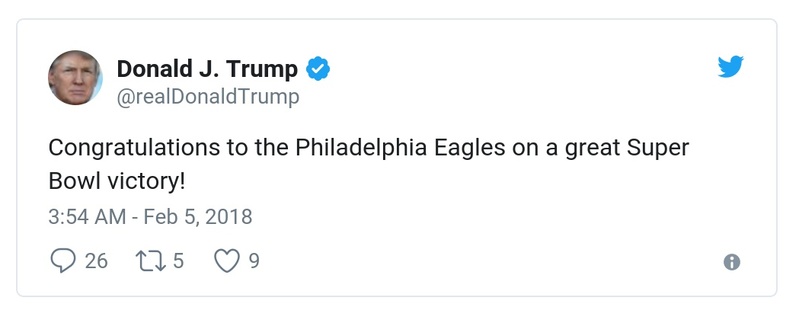 Donald J. Trump
@realDonaldTrump
Congratulations to the Philadelphia Eagles on a great Super
Bowl victory!
3:54 AM - Feb 5, 2018
26 5 9